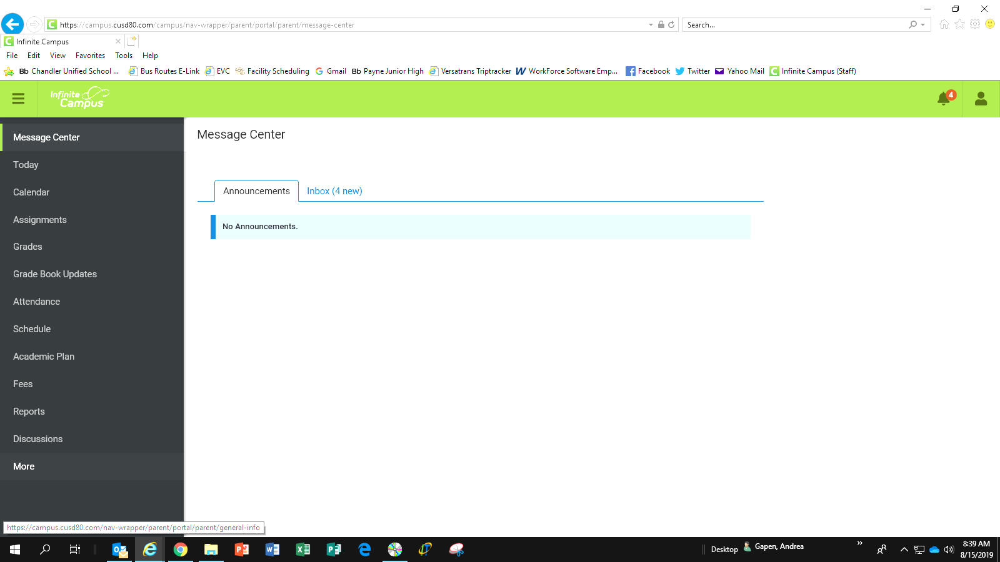 https://campus.cusd80.com/campus/nav-wrapper/parent/portal/parent/message-center
Search...
Infinite Campus
File Edit View Favorites Tools Help
Bb Chandler Unified School ... Bus Routes E-Link EVC Facility Scheduling Gmail Bb Payne Junior High Versatrans Triptracker WorkForce Software Emp... Facebook Twitter Yahoo Mail Infinite Campus (Staff)
Infinite
Campus
4
Message Center
Message Center
Today
Calendar
Assignments
Grades
Grade Book Updates
Attendance
Schedule
Academic Plan
Fees
Reports
Discussions
More
Announcements Inbox (4 new)
No Announcements.
https://campus.cusd80.com/nav-wrapper/parent/portal/parent/general-info
Desktop Gapen, Andrea
8:39 AM
8/15/2019